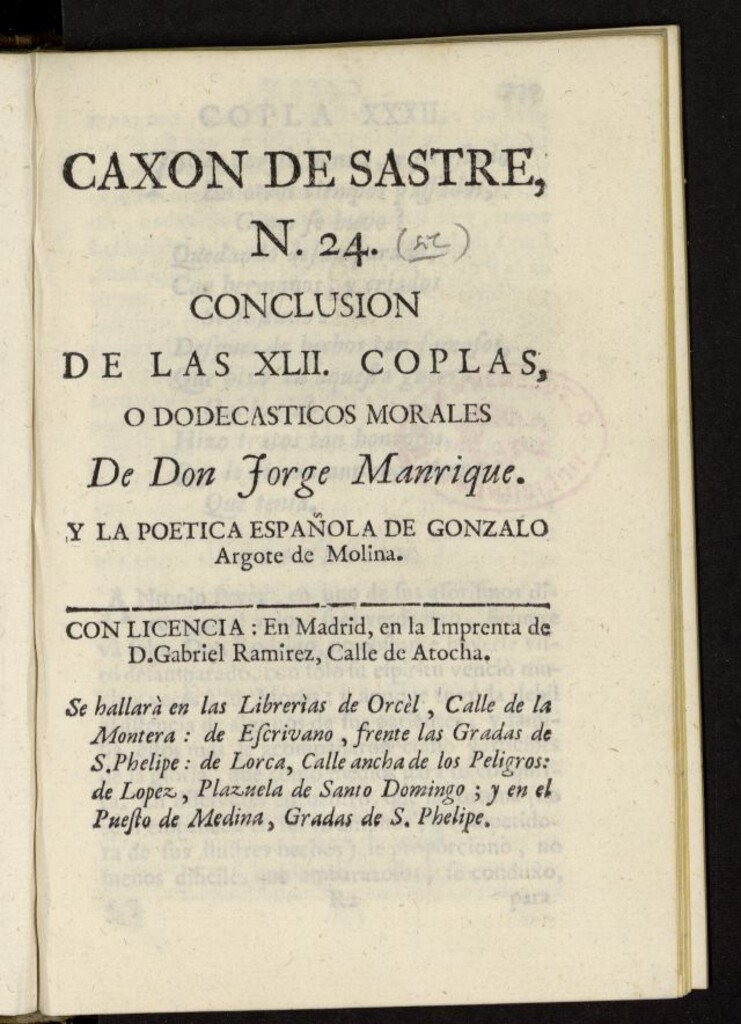 CAXON DE SASTRE,
N. 24.
CONCLUSION
DE LAS XLII. COPLAS,
O DODECASTICOS MORALES
De Don Jorge Manrique.
Y LA POETICA ESPAÑOLA DE GONZALO
Argote de Molina.
CON LICENCIA : En Madrid, en la Imprenta de
D.Gabriel Ramirez, Calle de Atocha.
Se hallarà en las Librerìas de Orcèl, Calle de la
Montera : de Eſcrivano, frente las Gradas de
S.Phelipe: de Lorca, Calle ancha de los Peligros:
de Lopez, Plazuela de Santo Domingo ; y en el
Pueſto de Medina, Gradas de S. Phelipe.